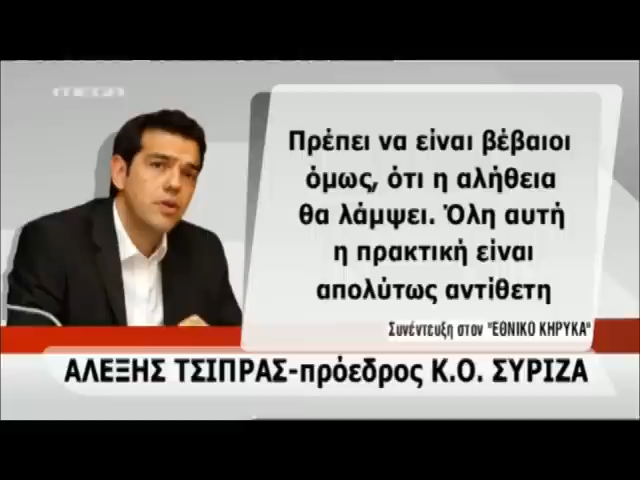 MEGA
Πρέπει να είναι βέβαιοι
όμως, ότι η αλήθεια
θα λάμψει. Όλη αυτή
η πρακτική είναι
απολύτως αντίθετη
Συνέντευξη στον "ΕΘΝΙΚΟ ΚΗΡΥΚΑ"
ΑΛΕΞΗΣ ΤΣΙΠΡΑΣ-πρόεδρος Κ.Ο. ΣΥΡΙΖΑ